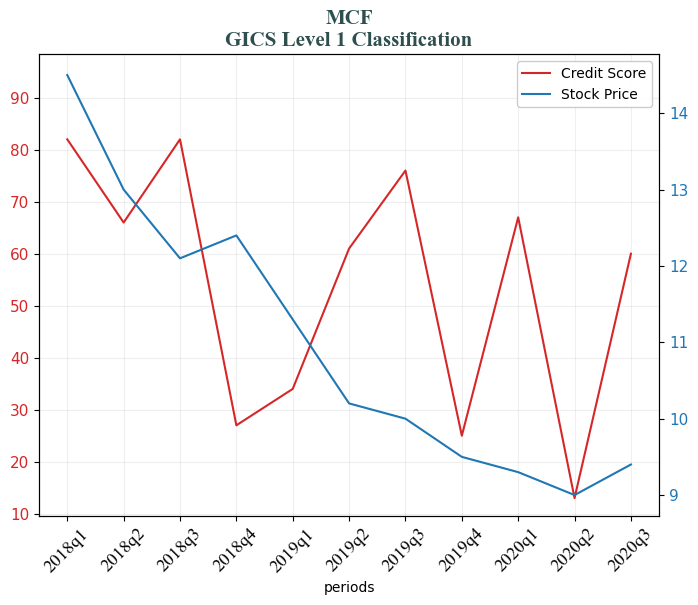 MCF
GICS Level 1 Classification
Credit Score
Stock Price
90
80
70
60
50
40
30
20
10
14
13
12
11
10
9
2018q1
2018q2
2018q3
2018q4
2019q1
2019q2
2019q3
2019q4
2020q1
2020q2
2020q3
periods